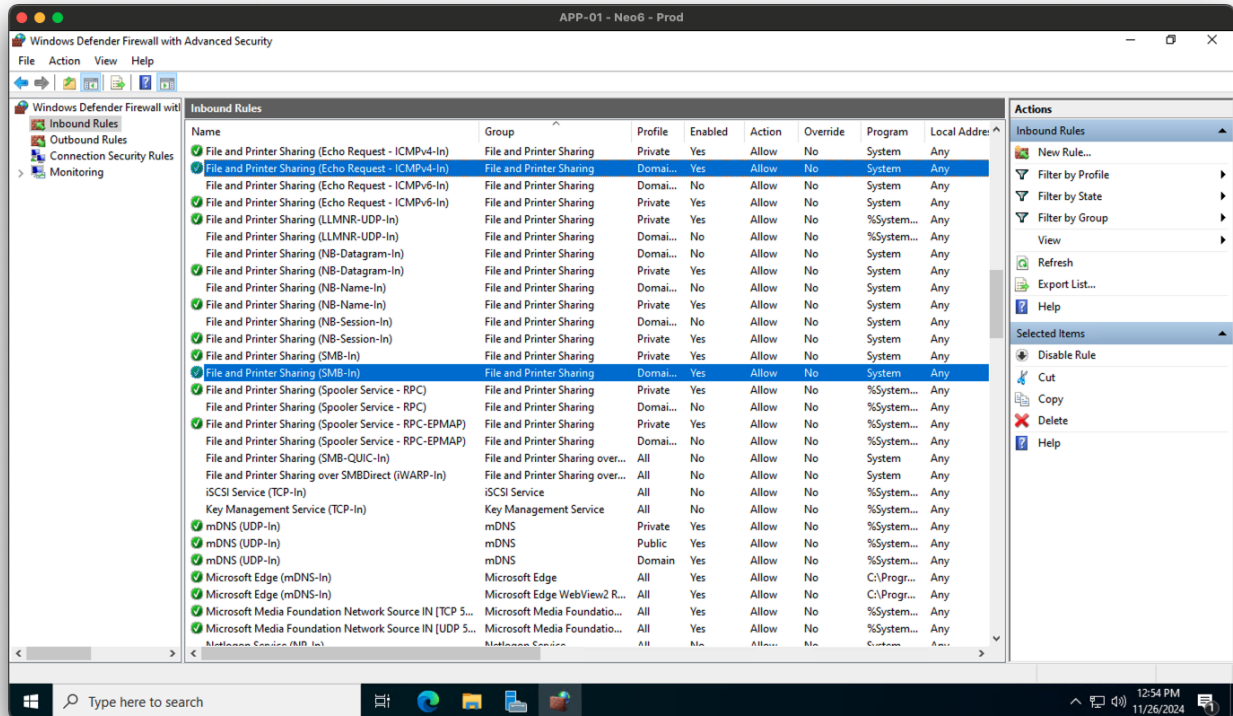 APP-01 - Neo6 - Prod
Windows Defender Firewall with Advanced Security
File Action View Help
Windows Defender Firewall with
Inbound Rules
Outbound Rules
Connection Security Rules
Monitoring
Inbound Rules
Name Group Profile Enabled Action Override Program Local Addres
File and Printer Sharing (Echo Request - ICMPv4-In) File and Printer Sharing Private Yes Allow No System Any
File and Printer Sharing (Echo Request - ICMPv4-In) File and Printer Sharing Domai... Yes Allow No System Any
File and Printer Sharing (Echo Request - ICMPv6-In) File and Printer Sharing Domai... No Allow No System Any
File and Printer Sharing (Echo Request - ICMPv6-In) File and Printer Sharing Private Yes Allow No System Any
File and Printer Sharing (LLMNR-UDP-In) File and Printer Sharing Private Yes Allow No %System... Any
File and Printer Sharing (LLMNR-UDP-In) File and Printer Sharing Domai... No Allow No %System... Any
File and Printer Sharing (NB-Datagram-In) File and Printer Sharing Domai... No Allow No System Any
File and Printer Sharing (NB-Datagram-In) File and Printer Sharing Private Yes Allow No System Any
File and Printer Sharing (NB-Name-In) File and Printer Sharing Domai... No Allow No System Any
File and Printer Sharing (NB-Name-In) File and Printer Sharing Private Yes Allow No System Any
File and Printer Sharing (NB-Session-In) File and Printer Sharing Domai... No Allow No System Any
File and Printer Sharing (NB-Session-In) File and Printer Sharing Private Yes Allow No System Any
File and Printer Sharing (SMB-In) File and Printer Sharing Private Yes Allow No System Any
File and Printer Sharing (SMB-In) File and Printer Sharing Domai... Yes Allow No System Any
File and Printer Sharing (Spooler Service - RPC) File and Printer Sharing Private Yes Allow No %System... Any
File and Printer Sharing (Spooler Service - RPC) File and Printer Sharing Domai... No Allow No %System... Any
File and Printer Sharing (Spooler Service - RPC-EPMAP) File and Printer Sharing Private Yes Allow No %System... Any
File and Printer Sharing (Spooler Service - RPC-EPMAP) File and Printer Sharing Domai... No Allow No %System... Any
File and Printer Sharing (SMB-QUIC-In) File and Printer Sharing over... All No Allow No System Any
File and Printer Sharing over SMBDirect (iWARP-In) File and Printer Sharing over... All No Allow No System Any
iSCSI Service (TCP-In) iSCSI Service All No Allow No %System... Any
Key Management Service (TCP-In) Key Management Service All No Allow No %System... Any
mDNS (UDP-In) mDNS Private Yes Allow No %System... Any
mDNS (UDP-In) mDNS Public Yes Allow No %System... Any
mDNS (UDP-In) mDNS Domain Yes Allow No %System... Any
Microsoft Edge (mDNS-In) Microsoft Edge All Yes Allow No C:\Progr... Any
Microsoft Edge (mDNS-In) Microsoft Edge WebView2 R... All Yes Allow No C:\Progr... Any
Microsoft Media Foundation Network Source IN [TCP 5... Microsoft Media Foundatio... All Yes Allow No %System... Any
Microsoft Media Foundation Network Source IN [UDP 5... Microsoft Media Foundatio... All Yes Allow No %System... Any
Netlogon Service (NP-In) Netlogon Service All No Allow No System Any
Actions
Inbound Rules
New Rule...
Filter by Profile
Filter by State
Filter by Group
View
Refresh
Export List...
Help
Selected Items
Disable Rule
Cut
Copy
Delete
Help
Type here to search
12:54 PM
11/26/2024
1